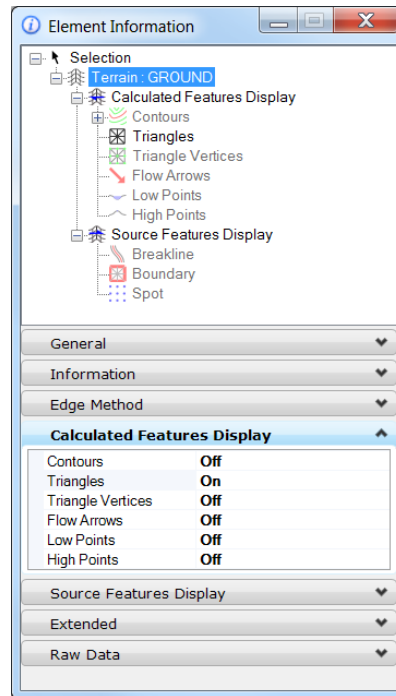 Element Information
Selection
Terrain : GROUND
Calculated Features Display
Contours
Triangles
Triangle Vertices
Flow Arrows
Low Points
High Points
Source Features Display
Breakline
Boundary
Spot
General
Information
Edge Method
Calculated Features Display
Contours Off
Triangles On
Triangle Vertices Off
Flow Arrows Off
Low Points Off
High Points Off
Source Features Display
Extended
Raw Data